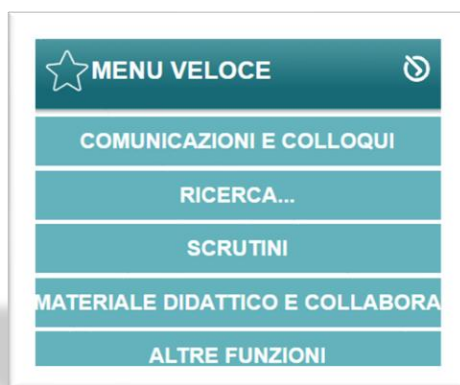 MENU VELOCE
COMUNICAZIONI E COLLOQUI
RICERCA...
SCRUTINI
MATERIALE DIDATTICO E COLLABORA
ALTRE FUNZIONI